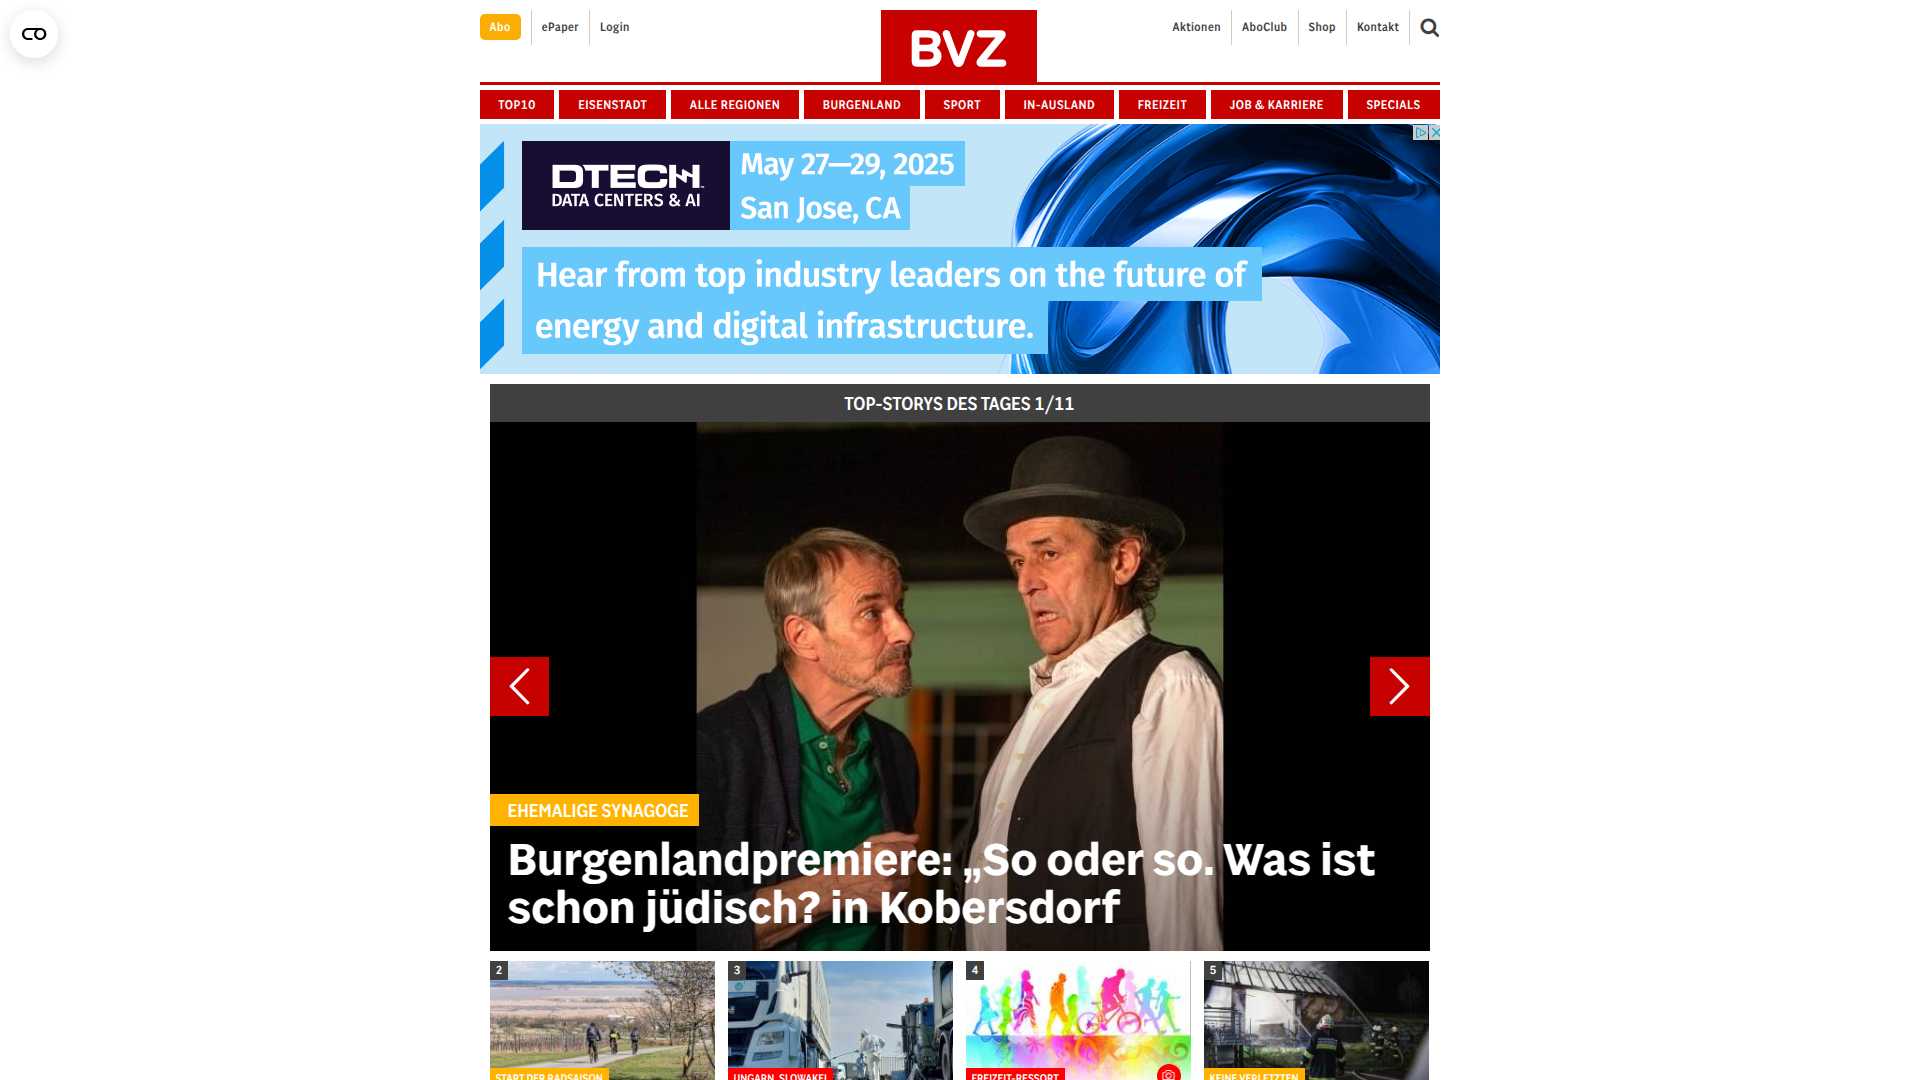 Abo
ePaper
Login
BVZ
Aktionen
AboClub
Shop
Kontakt
TOP10
EISENSTADT
ALLE REGIONEN
BURGENLAND
SPORT
IN-AUSLAND
FREIZEIT
JOB & KARRIERE
SPECIALS
DTECH
DATA CENTERS & AI
May 27—29, 2025
San Jose, CA
Hear from top industry leaders on the future of
energy and digital infrastructure.
TOP-STORYS DES TAGES 1/11
EHEMALIGE SYNAGOGE
Burgenlandpremiere: „So oder so. Was ist
schon jüdisch? in Kobersdorf
2
3
4
5
START DER RADSAISON
UNGARN, SLOWAKEI
FREIZEIT-RESSORT
KEINE VERLETZTEN